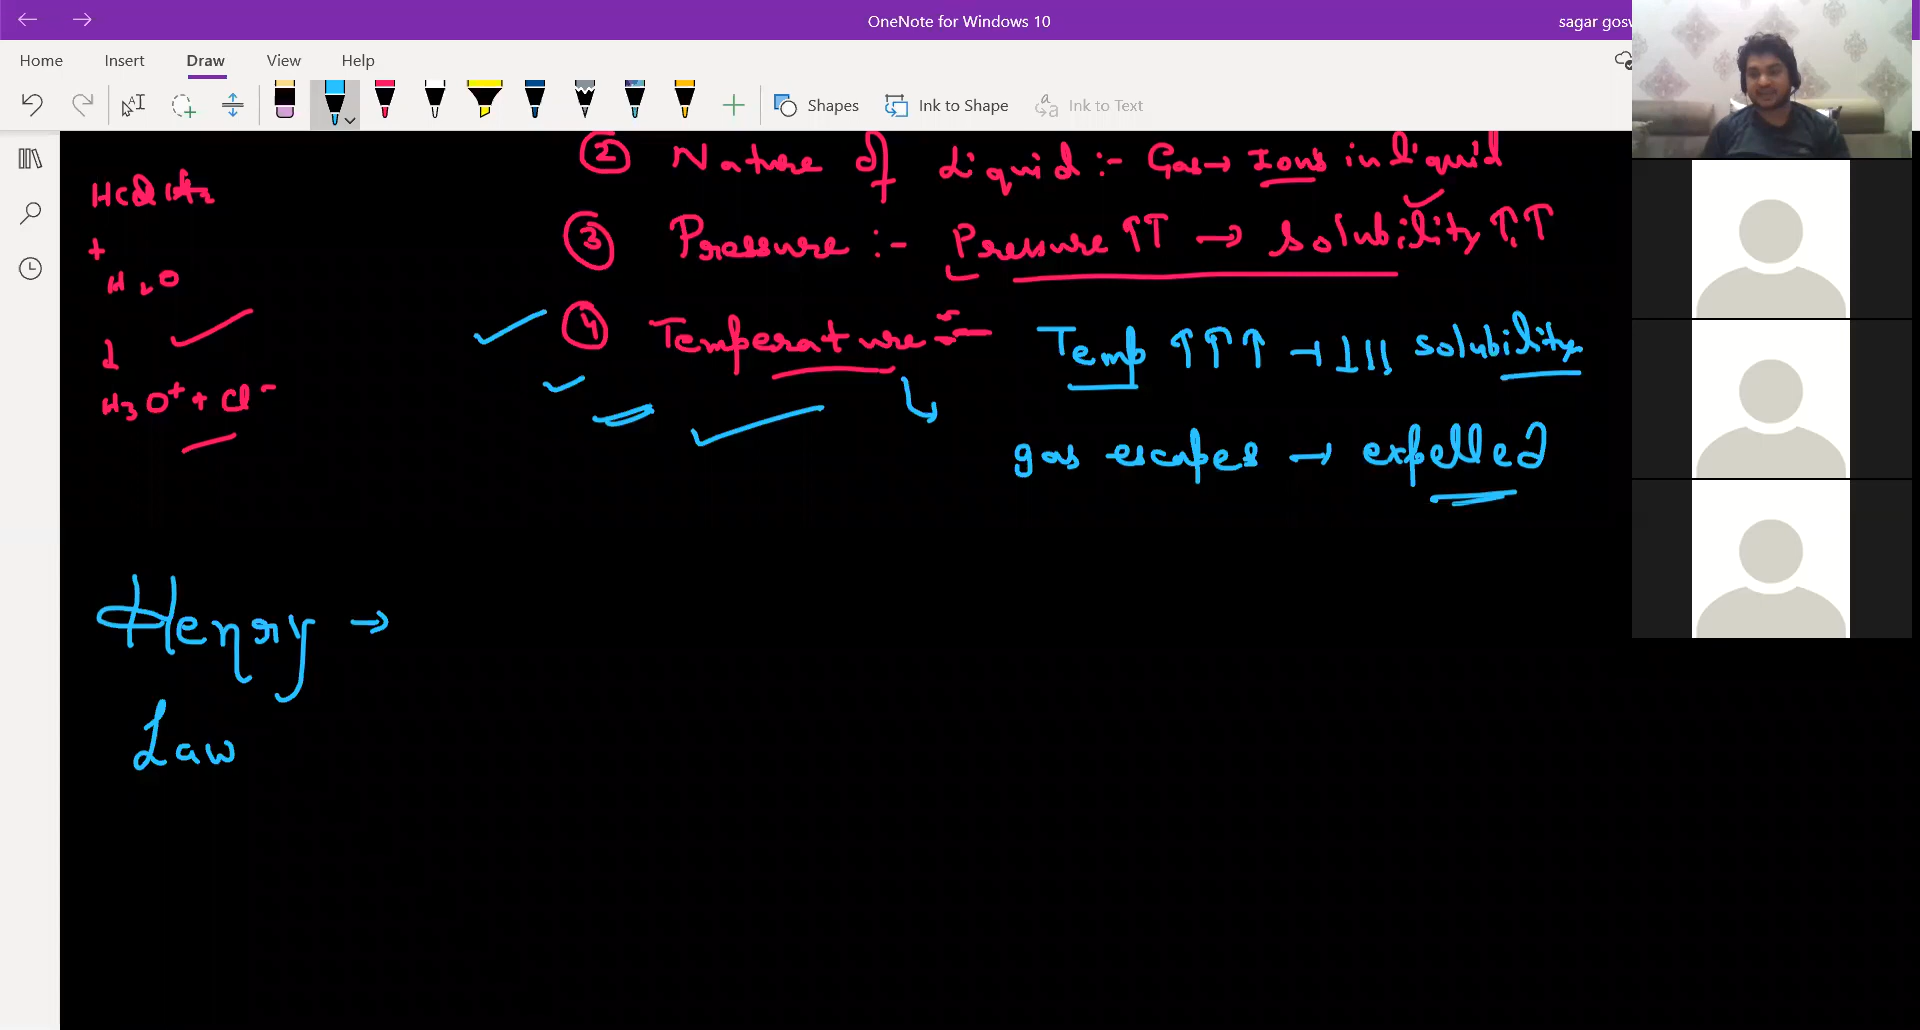 OneNote for Windows 10
sagar gosw
Home Insert Draw View Help
Shapes Ink to Shape Ink to Text
② Nature of Liquid :- Gas → Ions in liquid
③ Pressure :- Pressure ↑↑ → solubility ↑↑
④ Temperature := Temp ↑↑↑ → ↓↓↓ solubility
gas escapes → expelled
+
H₂O
↓
H₃O⁺ + Cl⁻
Henry →
Law